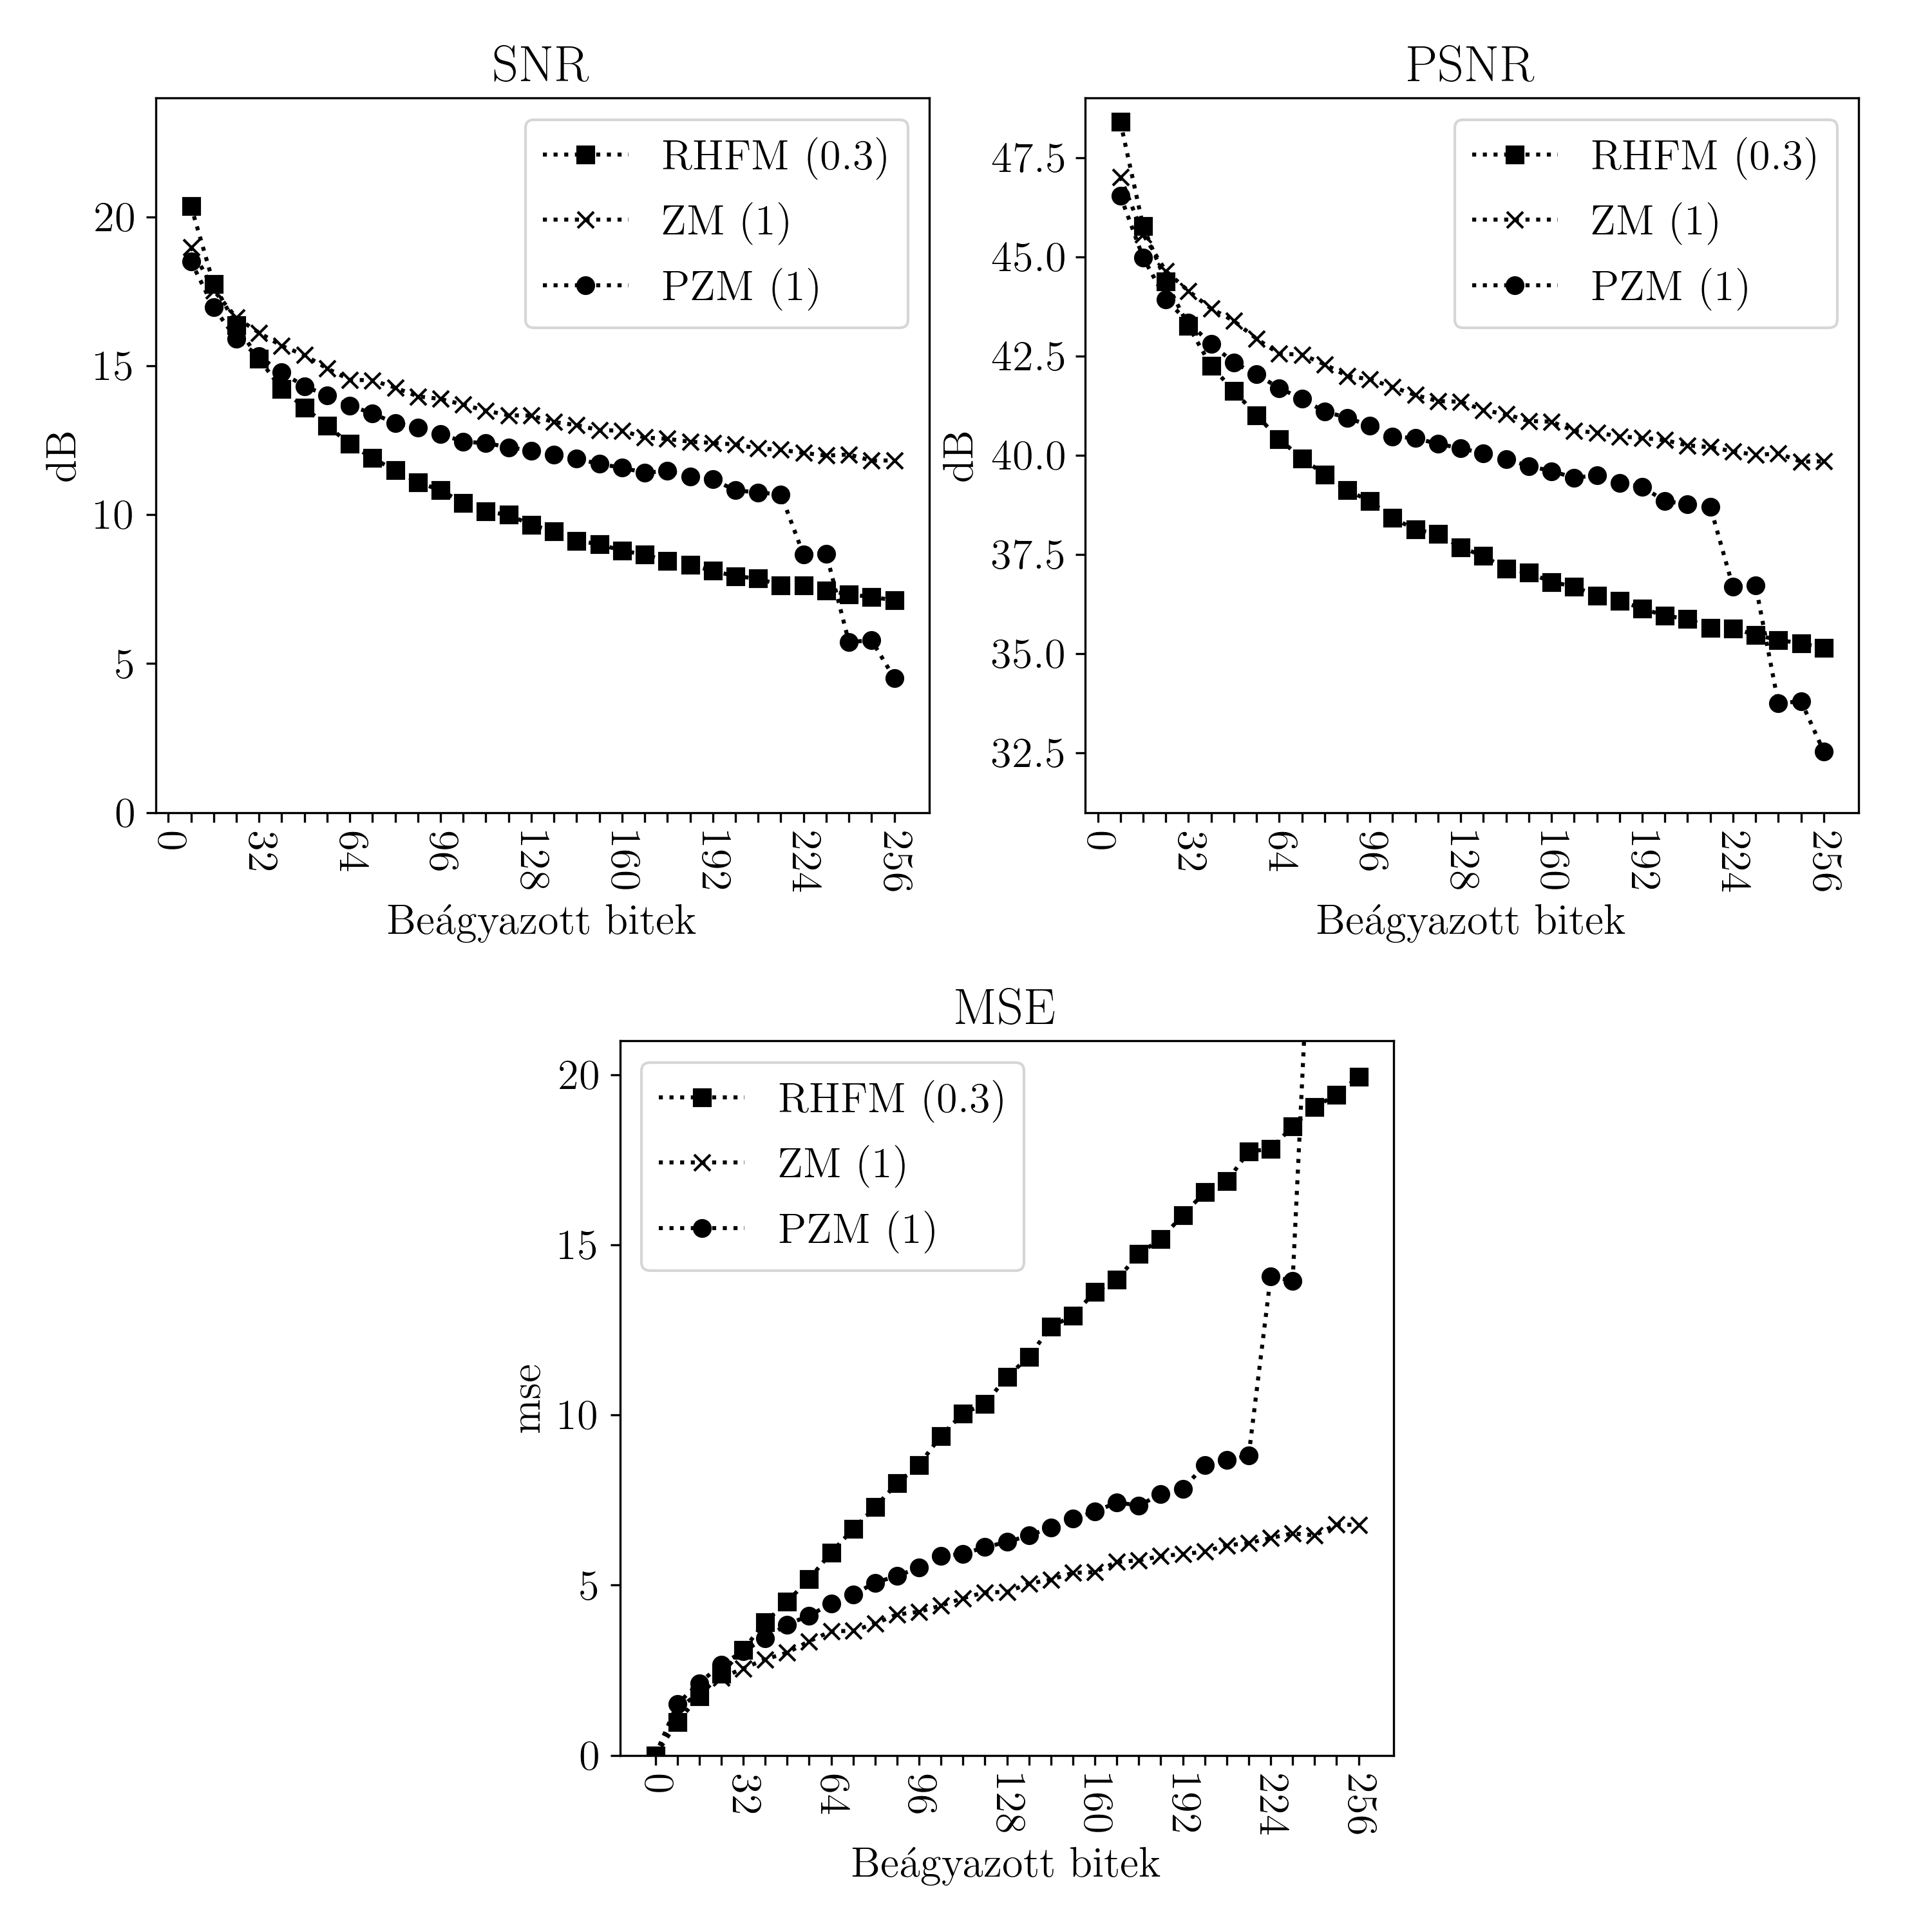 SNR
20
15
10
5
0
dB
RHFM (0.3)
ZM (1)
PZM (1)
0
32
64
96
128
160
192
224
256
Beágyazott bitek
PSNR
47.5
45.0
42.5
40.0
37.5
35.0
32.5
dB
RHFM (0.3)
ZM (1)
PZM (1)
0
32
64
96
128
160
192
224
256
Beágyazott bitek
MSE
20
15
10
5
0
mse
RHFM (0.3)
ZM (1)
PZM (1)
0
32
64
96
128
160
192
224
256
Beágyazott bitek